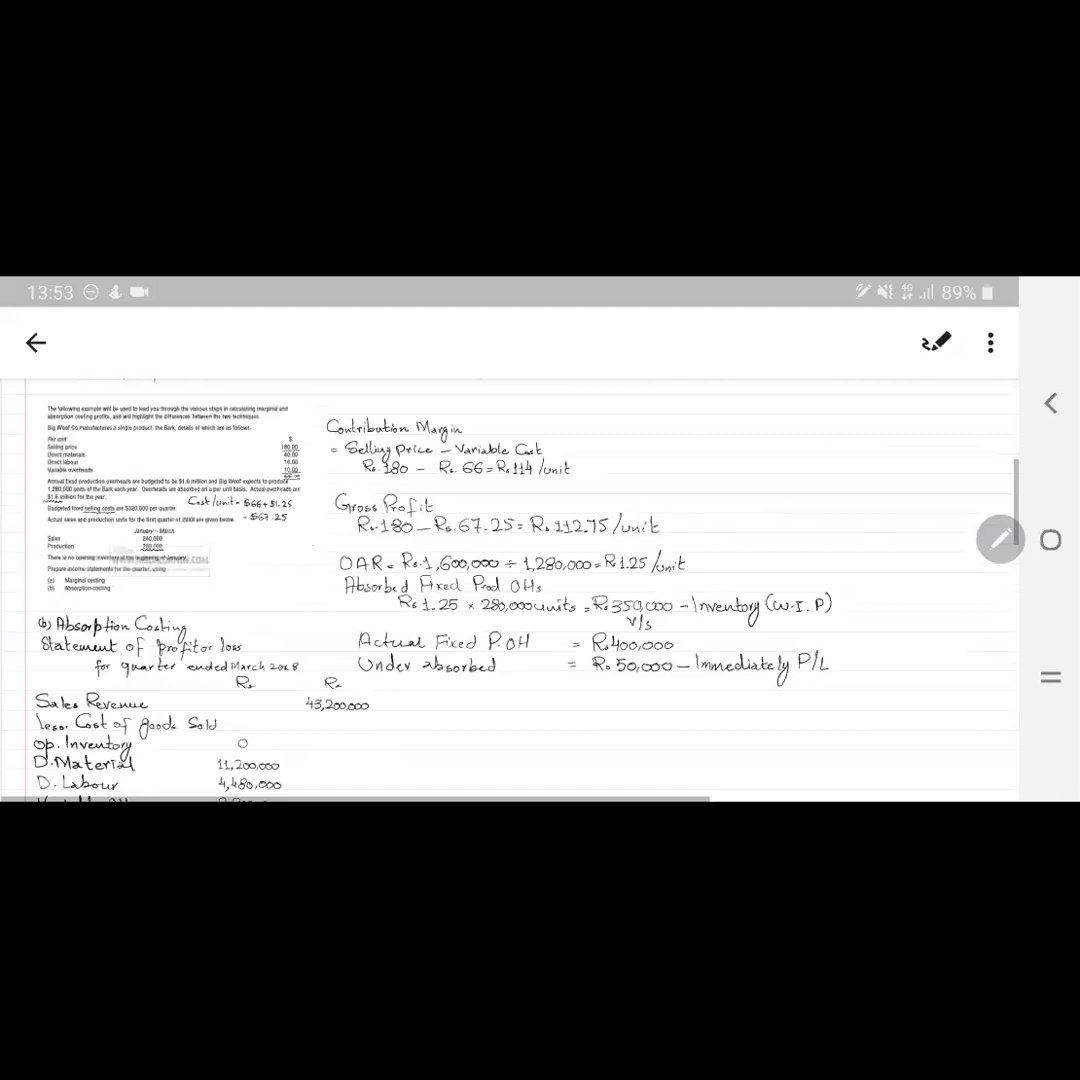 13:53
4G
89%
The following example will be used to lead you through the various steps in calculating marginal and
absorption costing profits, and will highlight the differences between the two techniques.
Big Woof Co manufactures a single product, the Bark, details of which are as follows.
Per unit $
Selling price 180.00
Direct materials 40.00
Direct labour 16.00
Variable overheads 10.00
Annual fixed production overheads are budgeted to be $1.6 million and Big Woof expects to produce
1,280,000 units of the Bark each year. Overheads are absorbed on a per unit basis. Actual overheads are
$1.6 million for the year.
Cost/unit = $66 + $1.25
= $67.25
Budgeted fixed selling costs are $320,000 per quarter.
Actual sales and production units for the first quarter of 20X8 are given below.
January – March
Sales 240,000
Production 280,000
There is no opening inventory at the beginning of January.
Prepare income statements for the quarter, using
(a) Marginal costing
(b) Absorption costing
Contribution Margin
= Selling Price – Variable Cost
Rs.180 – Rs. 66 = Rs.114 /unit
Gross Profit
Rs.180 – Rs.67.25 = Rs.112.75 /unit
OAR = Rs.1,600,000 ÷ 1,280,000 = Rs1.25 /unit
Absorbed Fixed Prod OHs
Rs 1.25 × 280,000 units = Rs350,000 – Inventory (W.I.P)
V/s
Actual Fixed P.OH = Rs.400,000
Under absorbed = Rs. 50,000 – Immediately P/L
(b) Absorption Costing
Statement of profit or loss
for quarter ended March 20x8
Rs Rs
Sales Revenue 43,200,000
less. Cost of goods Sold
op. Inventory 0
D.Material 11,200,000
D. Labour 4,480,000